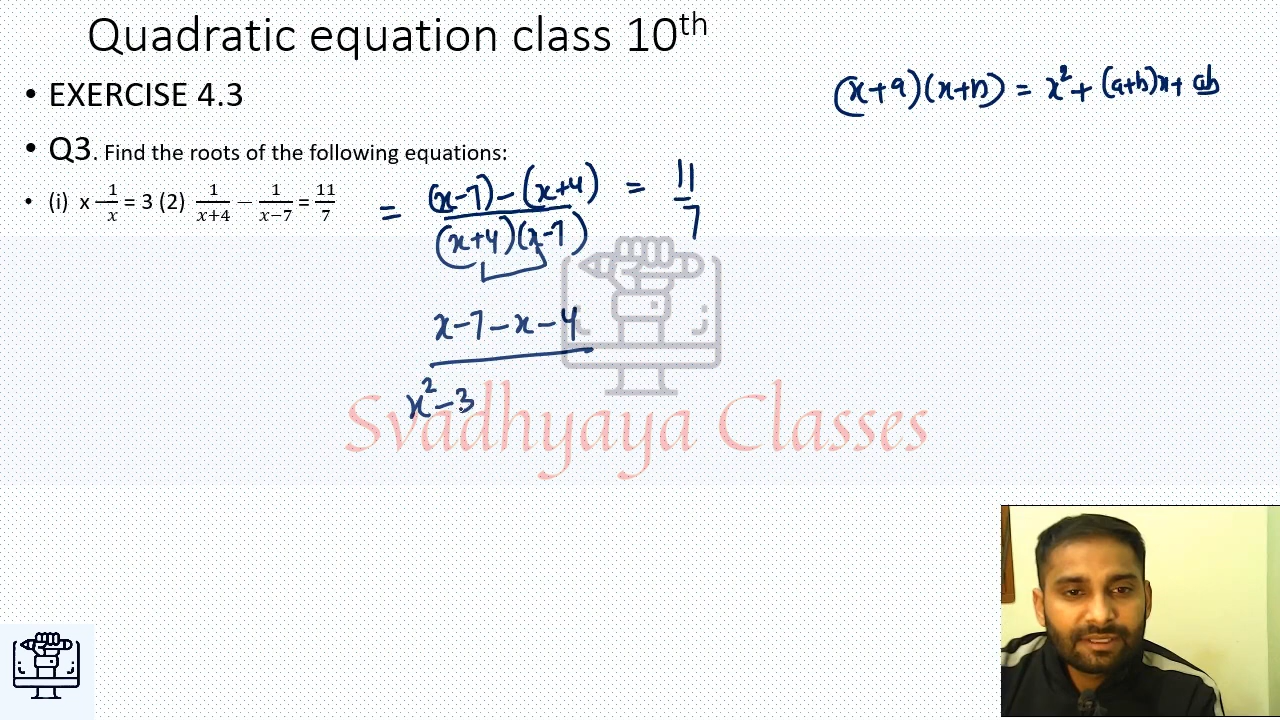 Quadratic equation class 10th
• EXERCISE 4.3
(x+a)(x+b) = x² + (a+b)x + ab
• Q3. Find the roots of the following equations:
• (i) x − 1/x = 3 (2) 1/(x+4) − 1/(x−7) = 11/7
= ((x-7) - (x+4))/((x+4)(x-7)) = 11/7
x-7-x-4
x² - 3
Svadhyaya Classes